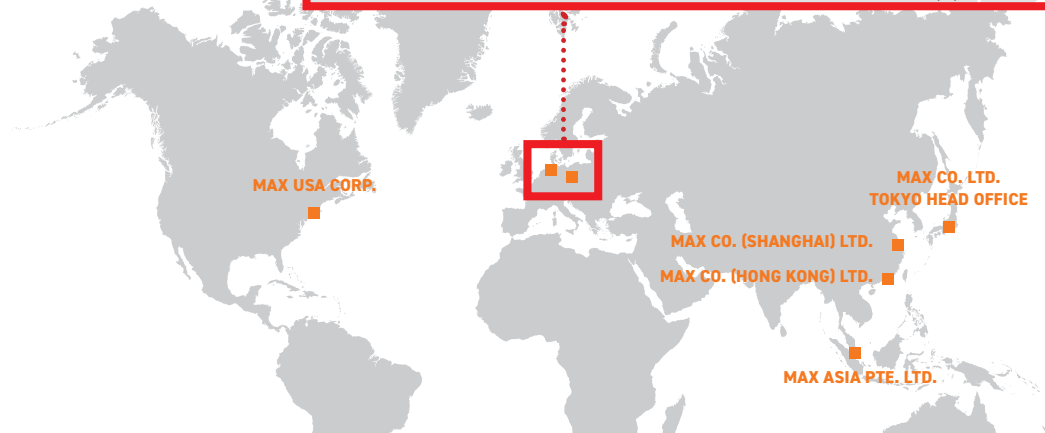 MAX USA CORP.
MAX CO. LTD.
TOKYO HEAD OFFICE
MAX CO. (SHANGHAI) LTD.
MAX CO. (HONG KONG) LTD.
MAX ASIA PTE. LTD.